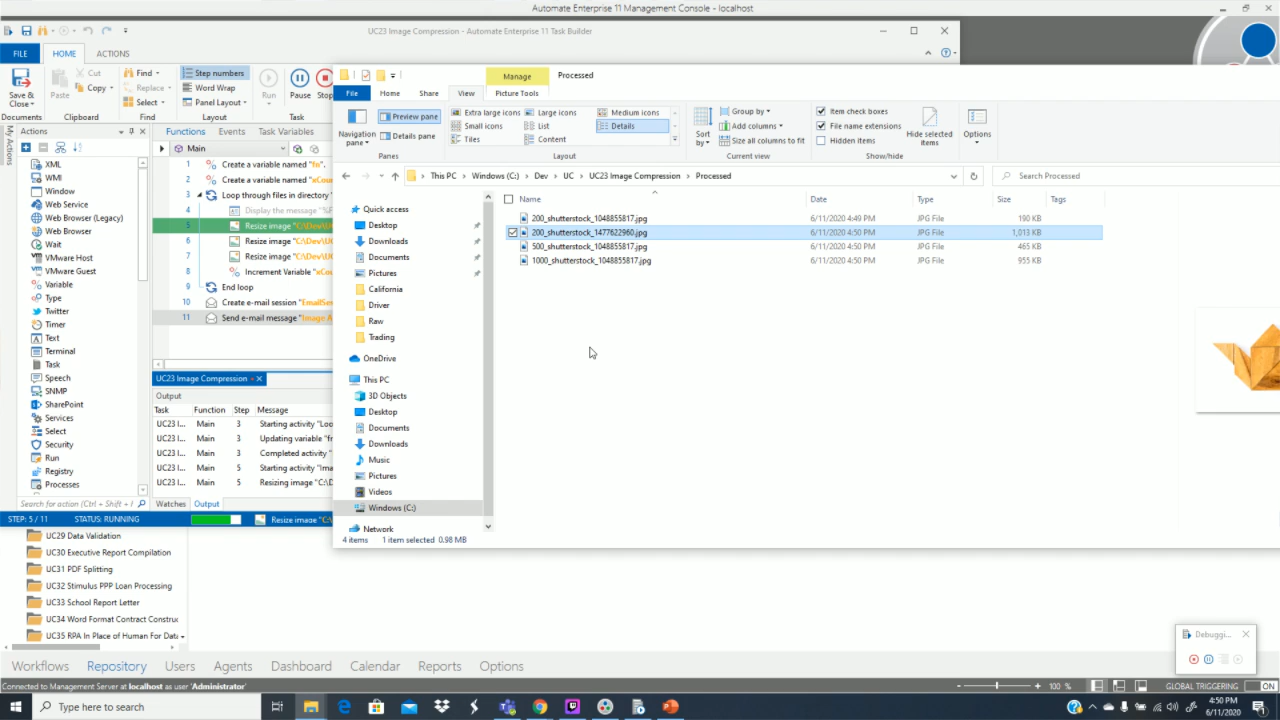 Automate Enterprise 11 Management Console - localhost
UC23 Image Compression - Automate Enterprise 11 Task Builder
FILE HOME ACTIONS
Save & Close
Paste
Cut
Copy
Find
Replace
Select
Step numbers
Word Wrap
Panel Layout
Run
Pause
Stop
Documents Clipboard Find Layout Task
My Actions
Actions
XML
WMI
Window
Web Service
Web Browser (Legacy)
Web Browser
Wait
VMware Host
VMware Guest
Variable
Type
Twitter
Timer
Text
Terminal
Task
Speech
SNMP
SharePoint
Services
Select
Security
Run
Registry
Processes
Search for action (Ctrl + Shift +
Functions Events Task Variables
Main
1 Create a variable named "fn".
2 Create a variable named "xCou
3 Loop through files in directory
4 Display the message "%F
5 Resize image "C:\Dev\UC
6 Resize image "C:\Dev\UC
7 Resize image "C:\Dev\UC
8 Increment Variable "xCou
9 End loop
10 Create e-mail session "EmailSer
11 Send e-mail message "Image A
UC23 Image Compression -
Output
Task Function Step Message
UC23 I... Main 3 Starting activity "Loo
UC23 I... Main 3 Updating variable "fr
UC23 I... Main 3 Completed activity "
UC23 I... Main 5 Starting activity "Ima
UC23 I... Main 5 Resizing image "C:\D
Watches Output
STEP: 5 / 11 STATUS: RUNNING Resize image "C:\
Manage Processed
File Home Share View Picture Tools
Navigation pane
Preview pane
Details pane
Panes
Extra large icons Large icons Medium icons
Small icons List Details
Tiles Content
Layout
Sort by
Group by
Add columns
Size all columns to fit
Current view
Item check boxes
File name extensions
Hidden items
Hide selected items
Show/hide
Options
This PC Windows (C:) Dev UC UC23 Image Compression Processed
Search Processed
Quick access
Desktop
Downloads
Documents
Pictures
California
Driver
Raw
Trading
OneDrive
This PC
3D Objects
Desktop
Documents
Downloads
Music
Pictures
Videos
Windows (C:)
Network
Name Date Type Size Tags
200_shutterstock_1048855817.jpg 6/11/2020 4:49 PM JPG File 190 KB
200_shutterstock_1477622960.jpg 6/11/2020 4:50 PM JPG File 1,013 KB
500_shutterstock_1048855817.jpg 6/11/2020 4:50 PM JPG File 465 KB
1000_shutterstock_1048855817.jpg 6/11/2020 4:50 PM JPG File 955 KB
4 items 1 item selected 0.98 MB
UC29 Data Validation
UC30 Executive Report Compilation
UC31 PDF Splitting
UC32 Stimulus PPP Loan Processing
UC33 School Report Letter
UC34 Word Format Contract Construc
UC35 RPA In Place of Human For Data
Debuggi...
Workflows Repository Users Agents Dashboard Calendar Reports Options
Connected to Management Server at localhost as user 'Administrator'
100 % GLOBAL TRIGGERING ON
Type here to search
4:50 PM
6/11/2020